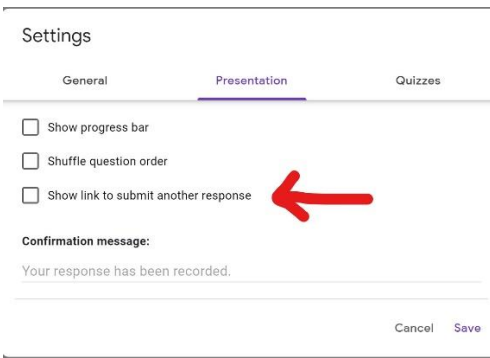 Settings
General Presentation Quizzes
Show progress bar
Shuffle question order
Show link to submit another response
Confirmation message:
Your response has been recorded.
Cancel Save